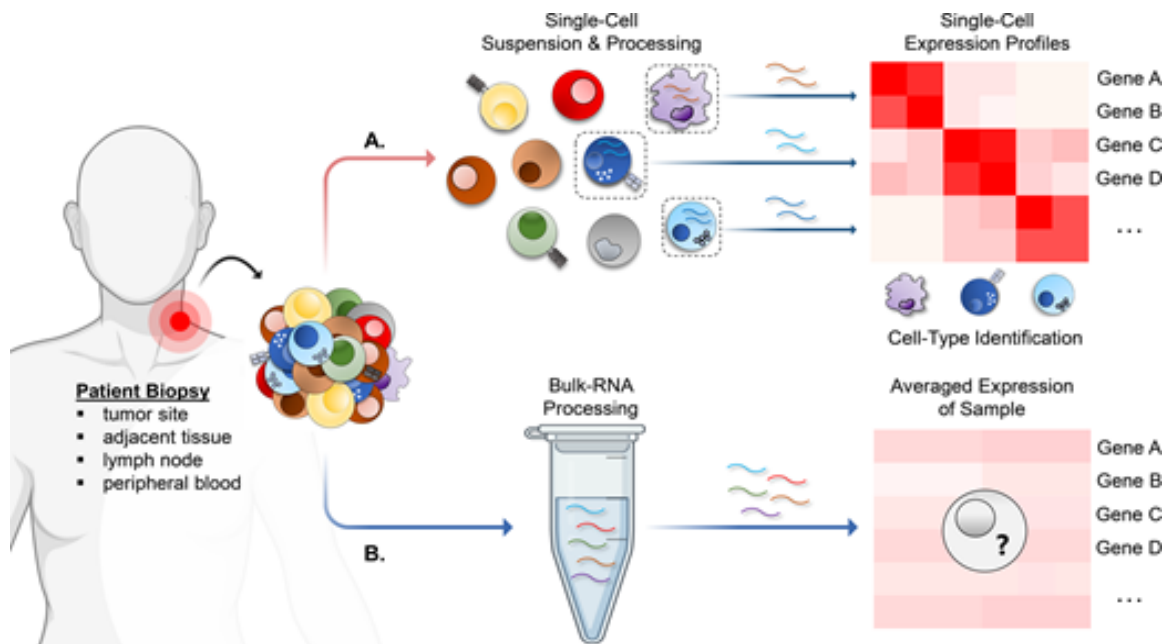 Single-Cell
Suspension & Processing
Single-Cell
Expression Profiles
A.
Gene A
Gene B
Gene C
Gene D
...
Cell-Type Identification
Patient Biopsy
▪ tumor site
▪ adjacent tissue
▪ lymph node
▪ peripheral blood
Bulk-RNA
Processing
Averaged Expression
of Sample
B.
Gene A
Gene B
Gene C
Gene D
...
?